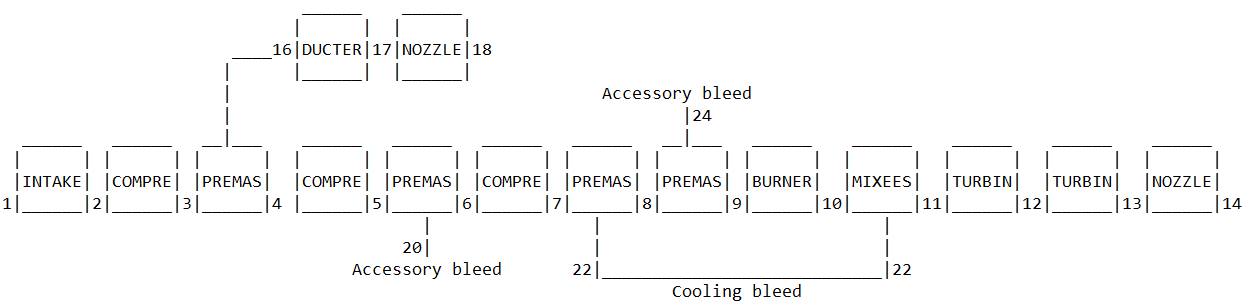 16 DUCTER 17 NOZZLE 18
Accessory bleed
24
INTAKE COMPRE PREMAS COMPRE PREMAS COMPRE PREMAS PREMAS BURNER MIXEES TURBIN TURBIN NOZZLE
1 2 3 4 5 6 7 8 9 10 11 12 13 14
20
Accessory bleed
22 22
Cooling bleed